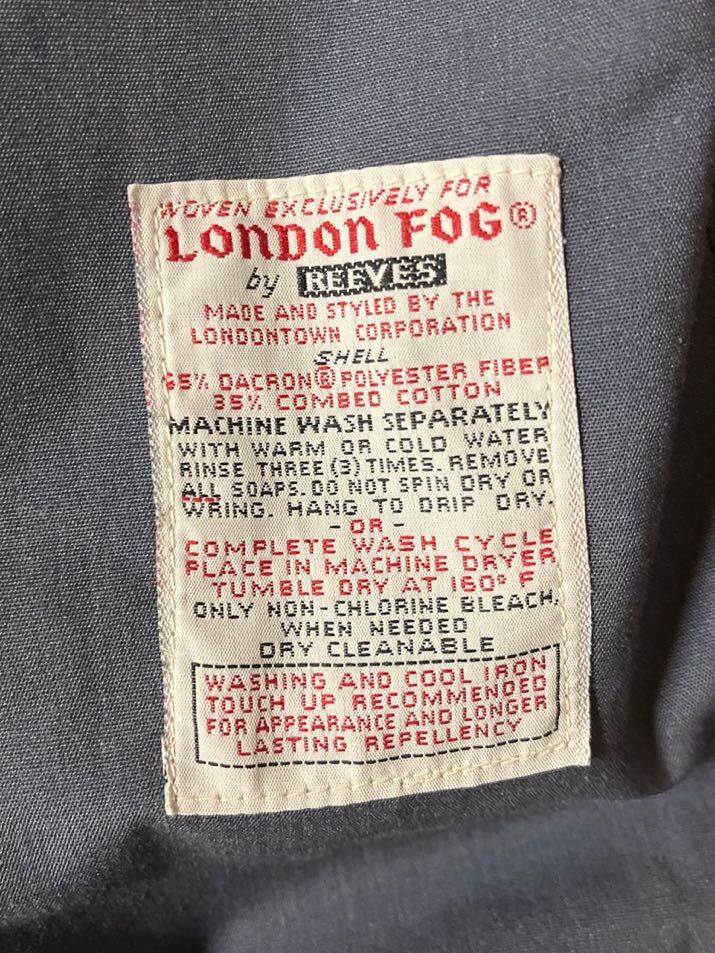 WOVEN EXCLUSIVELY FOR
LONDON FOG®
by REEVES
MADE AND STYLED BY THE
LONDONTOWN CORPORATION
SHELL
65% DACRON® POLYESTER FIBER
35% COMBED COTTON
MACHINE WASH SEPARATELY
WITH WARM OR COLD WATER
RINSE THREE (3) TIMES. REMOVE
ALL SOAPS. DO NOT SPIN DRY OR
WRING. HANG TO DRIP DRY.
- OR -
COMPLETE WASH CYCLE
PLACE IN MACHINE DRYER
TUMBLE DRY AT 160° F
ONLY NON-CHLORINE BLEACH,
WHEN NEEDED
DRY CLEANABLE
WASHING AND COOL IRON
TOUCH UP RECOMMENDED
FOR APPEARANCE AND LONGER
LASTING REPELLENCY